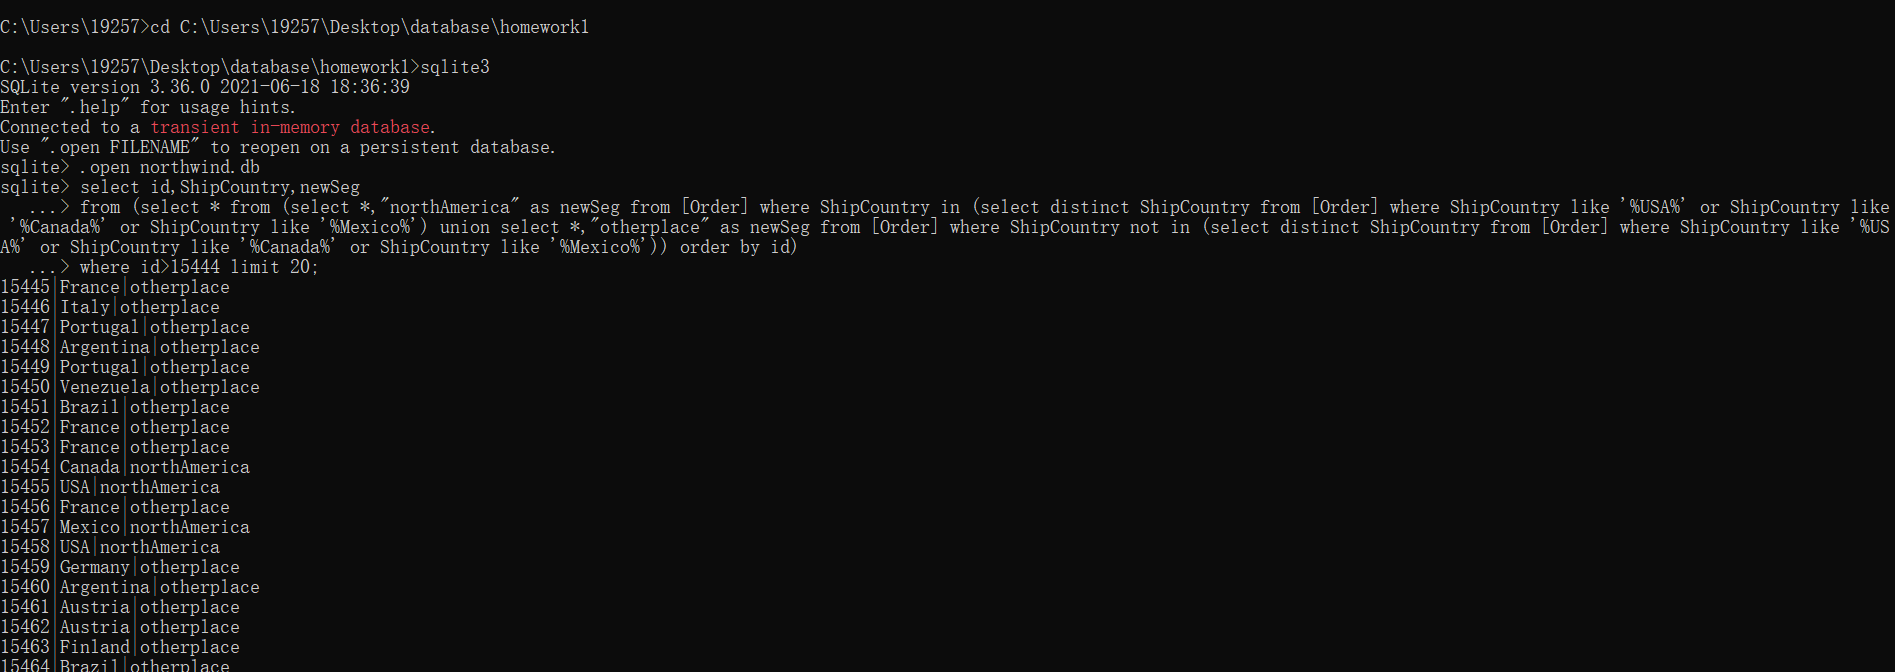 C:\Users\19257>cd C:\Users\19257\Desktop\database\homework1
C:\Users\19257\Desktop\database\homework1>sqlite3
SQLite version 3.36.0 2021-06-18 18:36:39
Enter ".help" for usage hints.
Connected to a transient in-memory database.
Use ".open FILENAME" to reopen on a persistent database.
sqlite> .open northwind.db
sqlite> select id,ShipCountry,newSeg
   ...> from (select * from (select *,"northAmerica" as newSeg from [Order] where ShipCountry in (select distinct ShipCountry from [Order] where ShipCountry like '%USA%' or ShipCountry like
 '%Canada%' or ShipCountry like '%Mexico%') union select *,"otherplace" as newSeg from [Order] where ShipCountry not in (select distinct ShipCountry from [Order] where ShipCountry like '%US
A%' or ShipCountry like '%Canada%' or ShipCountry like '%Mexico%')) order by id)
   ...> where id>15444 limit 20;
15445|France|otherplace
15446|Italy|otherplace
15447|Portugal|otherplace
15448|Argentina|otherplace
15449|Portugal|otherplace
15450|Venezuela|otherplace
15451|Brazil|otherplace
15452|France|otherplace
15453|France|otherplace
15454|Canada|northAmerica
15455|USA|northAmerica
15456|France|otherplace
15457|Mexico|northAmerica
15458|USA|northAmerica
15459|Germany|otherplace
15460|Argentina|otherplace
15461|Austria|otherplace
15462|Austria|otherplace
15463|Finland|otherplace
15464|Brazil|otherplace